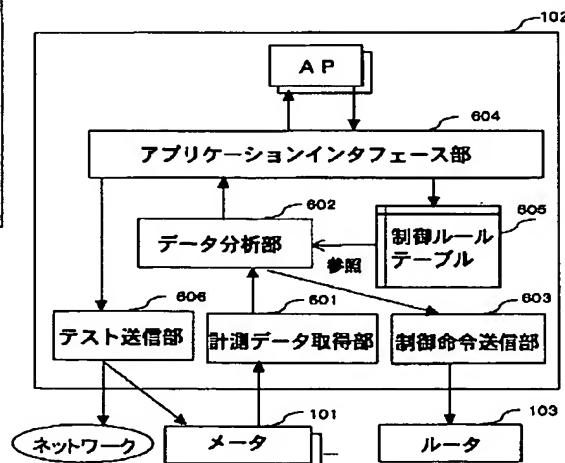 102
AP
604
アプリケーションインタフェース部
602
605
データ分析部
制御ルール
テーブル
参照
606
601
603
テスト送信部
計測データ取得部
制御命令送信部
101
103
ネットワーク
メータ
ルータ